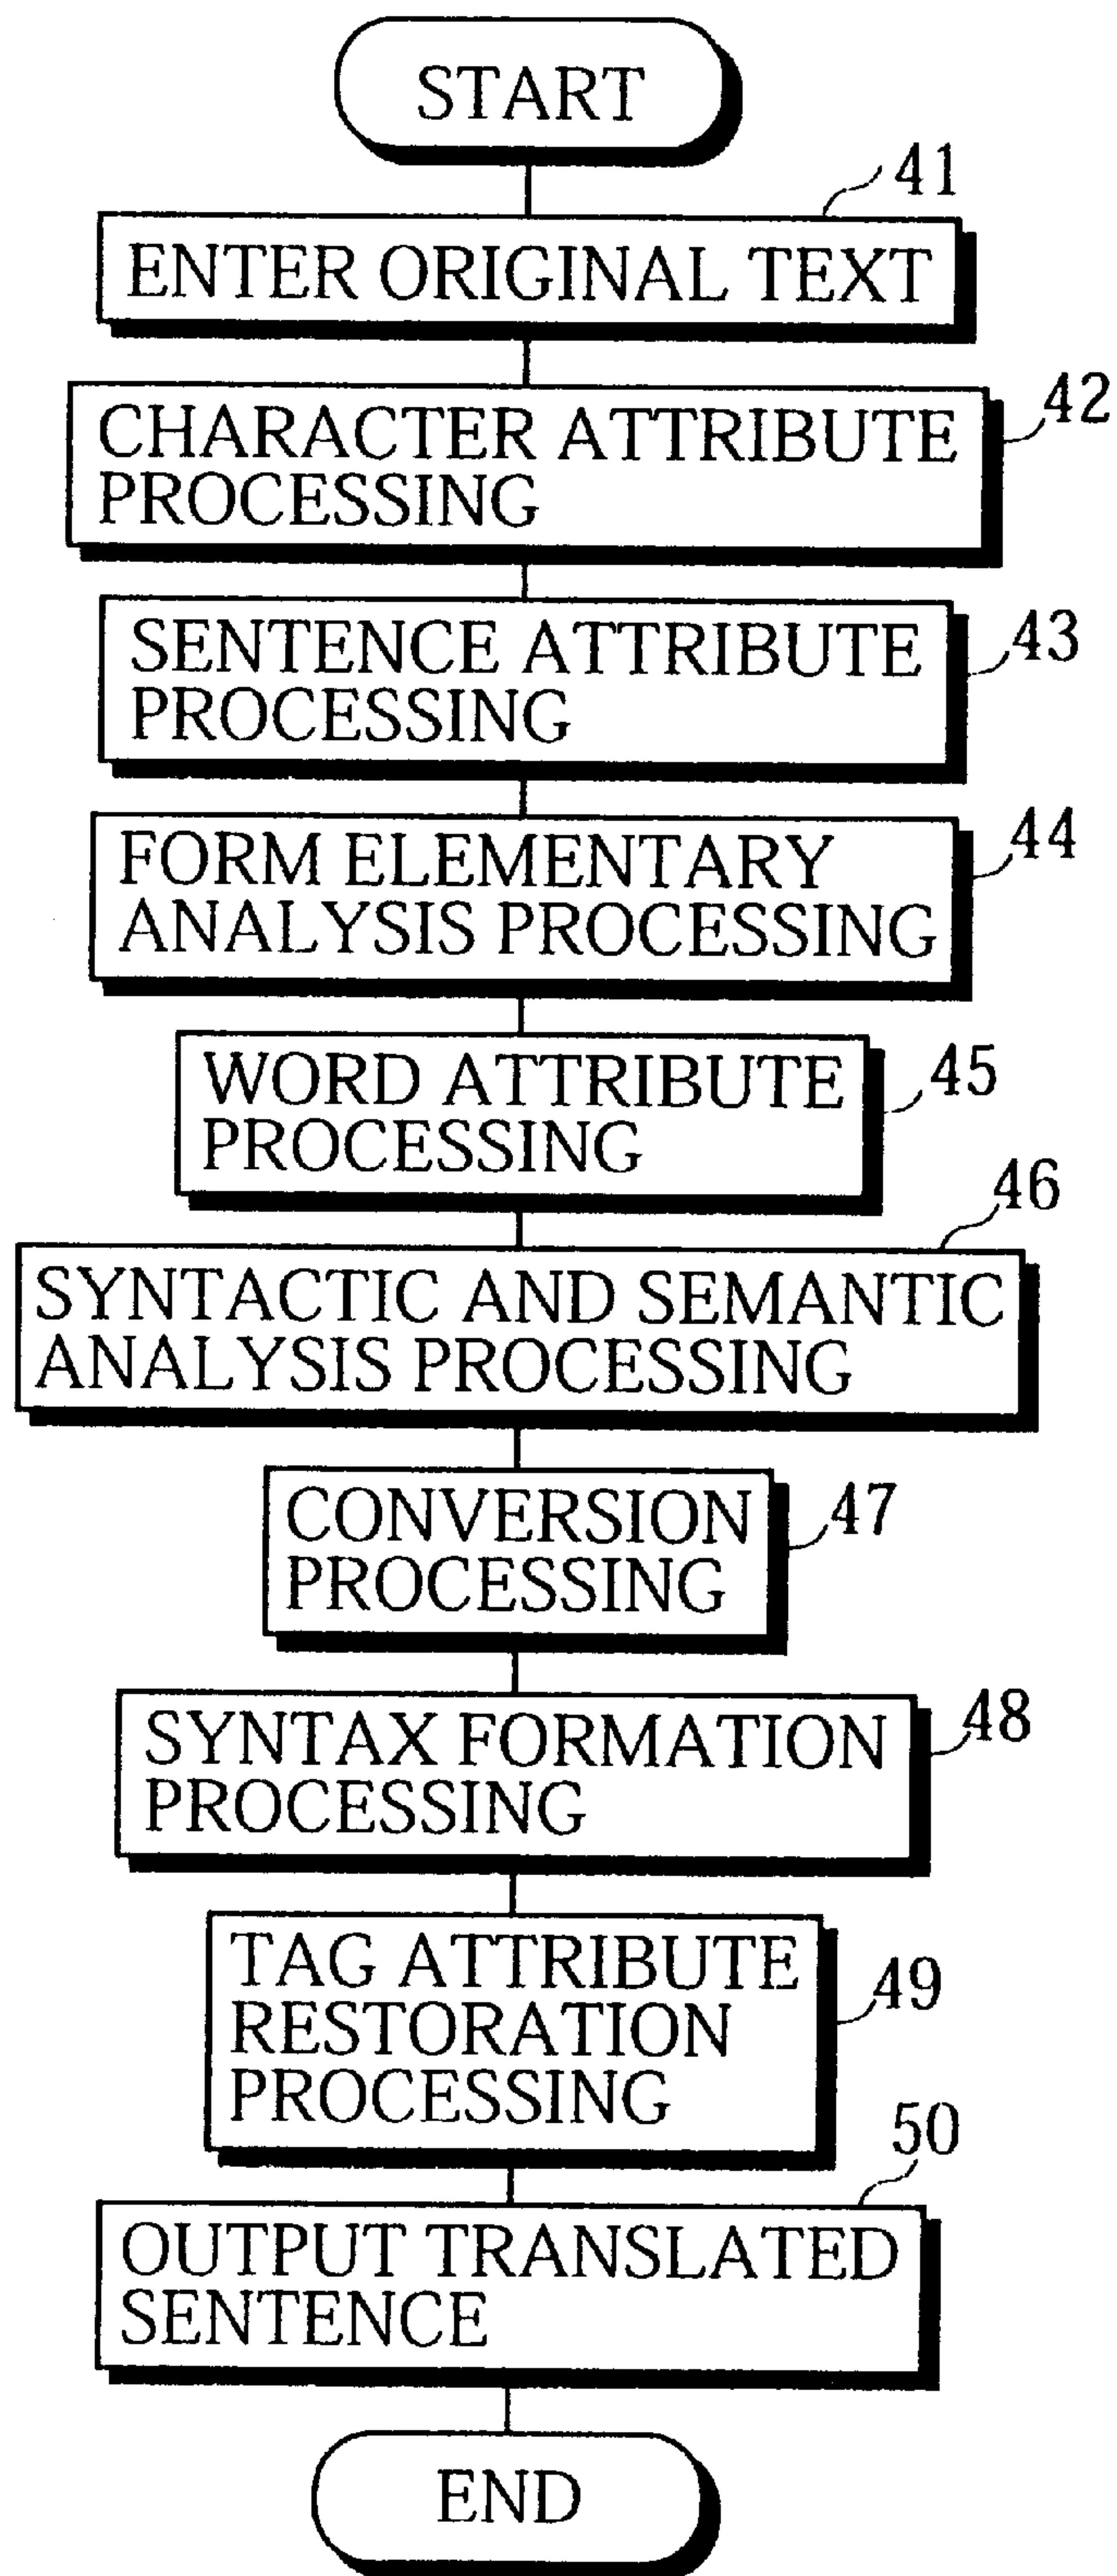 START
41
ENTER ORIGINAL TEXT
42
CHARACTER ATTRIBUTE
PROCESSING
43
SENTENCE ATTRIBUTE
PROCESSING
44
FORM ELEMENTARY
ANALYSIS PROCESSING
45
WORD ATTRIBUTE
PROCESSING
46
SYNTACTIC AND SEMANTIC
ANALYSIS PROCESSING
47
CONVERSION
PROCESSING
48
SYNTAX FORMATION
PROCESSING
49
TAG ATTRIBUTE
RESTORATION
PROCESSING
50
OUTPUT TRANSLATED
SENTENCE
END